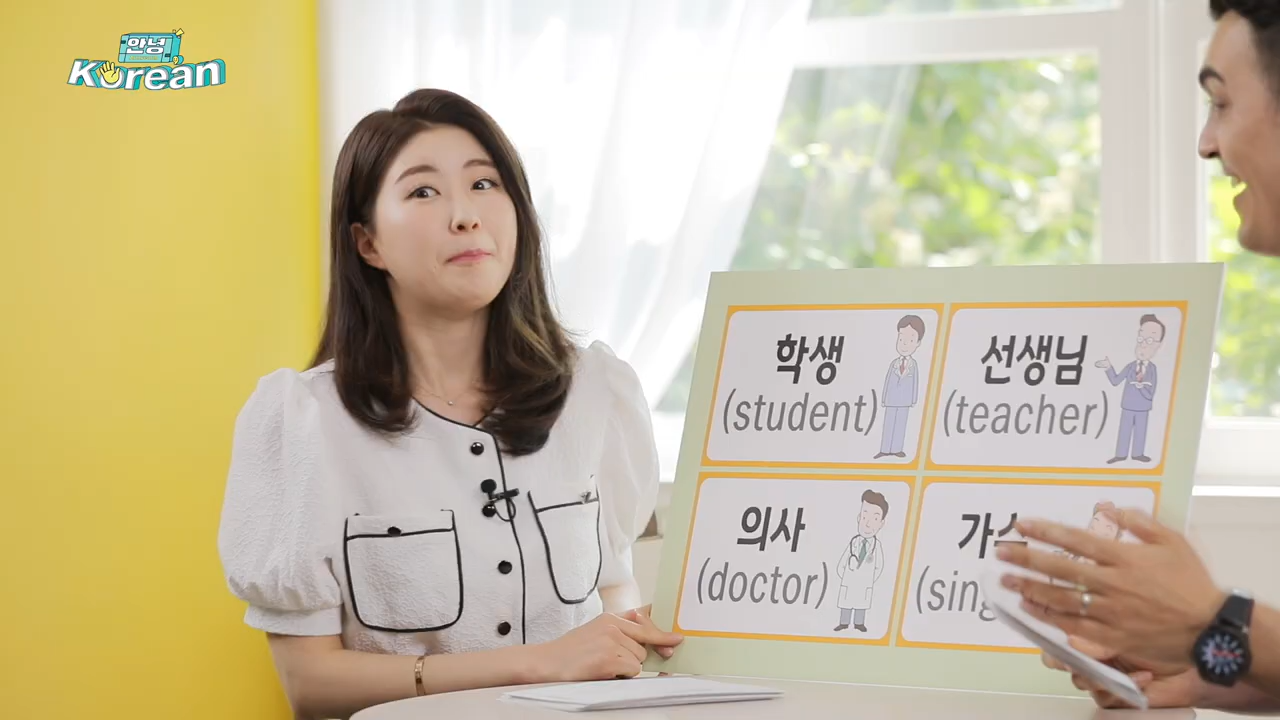 안녕
Korean
학생
(student)
선생님
(teacher)
의사
(doctor)